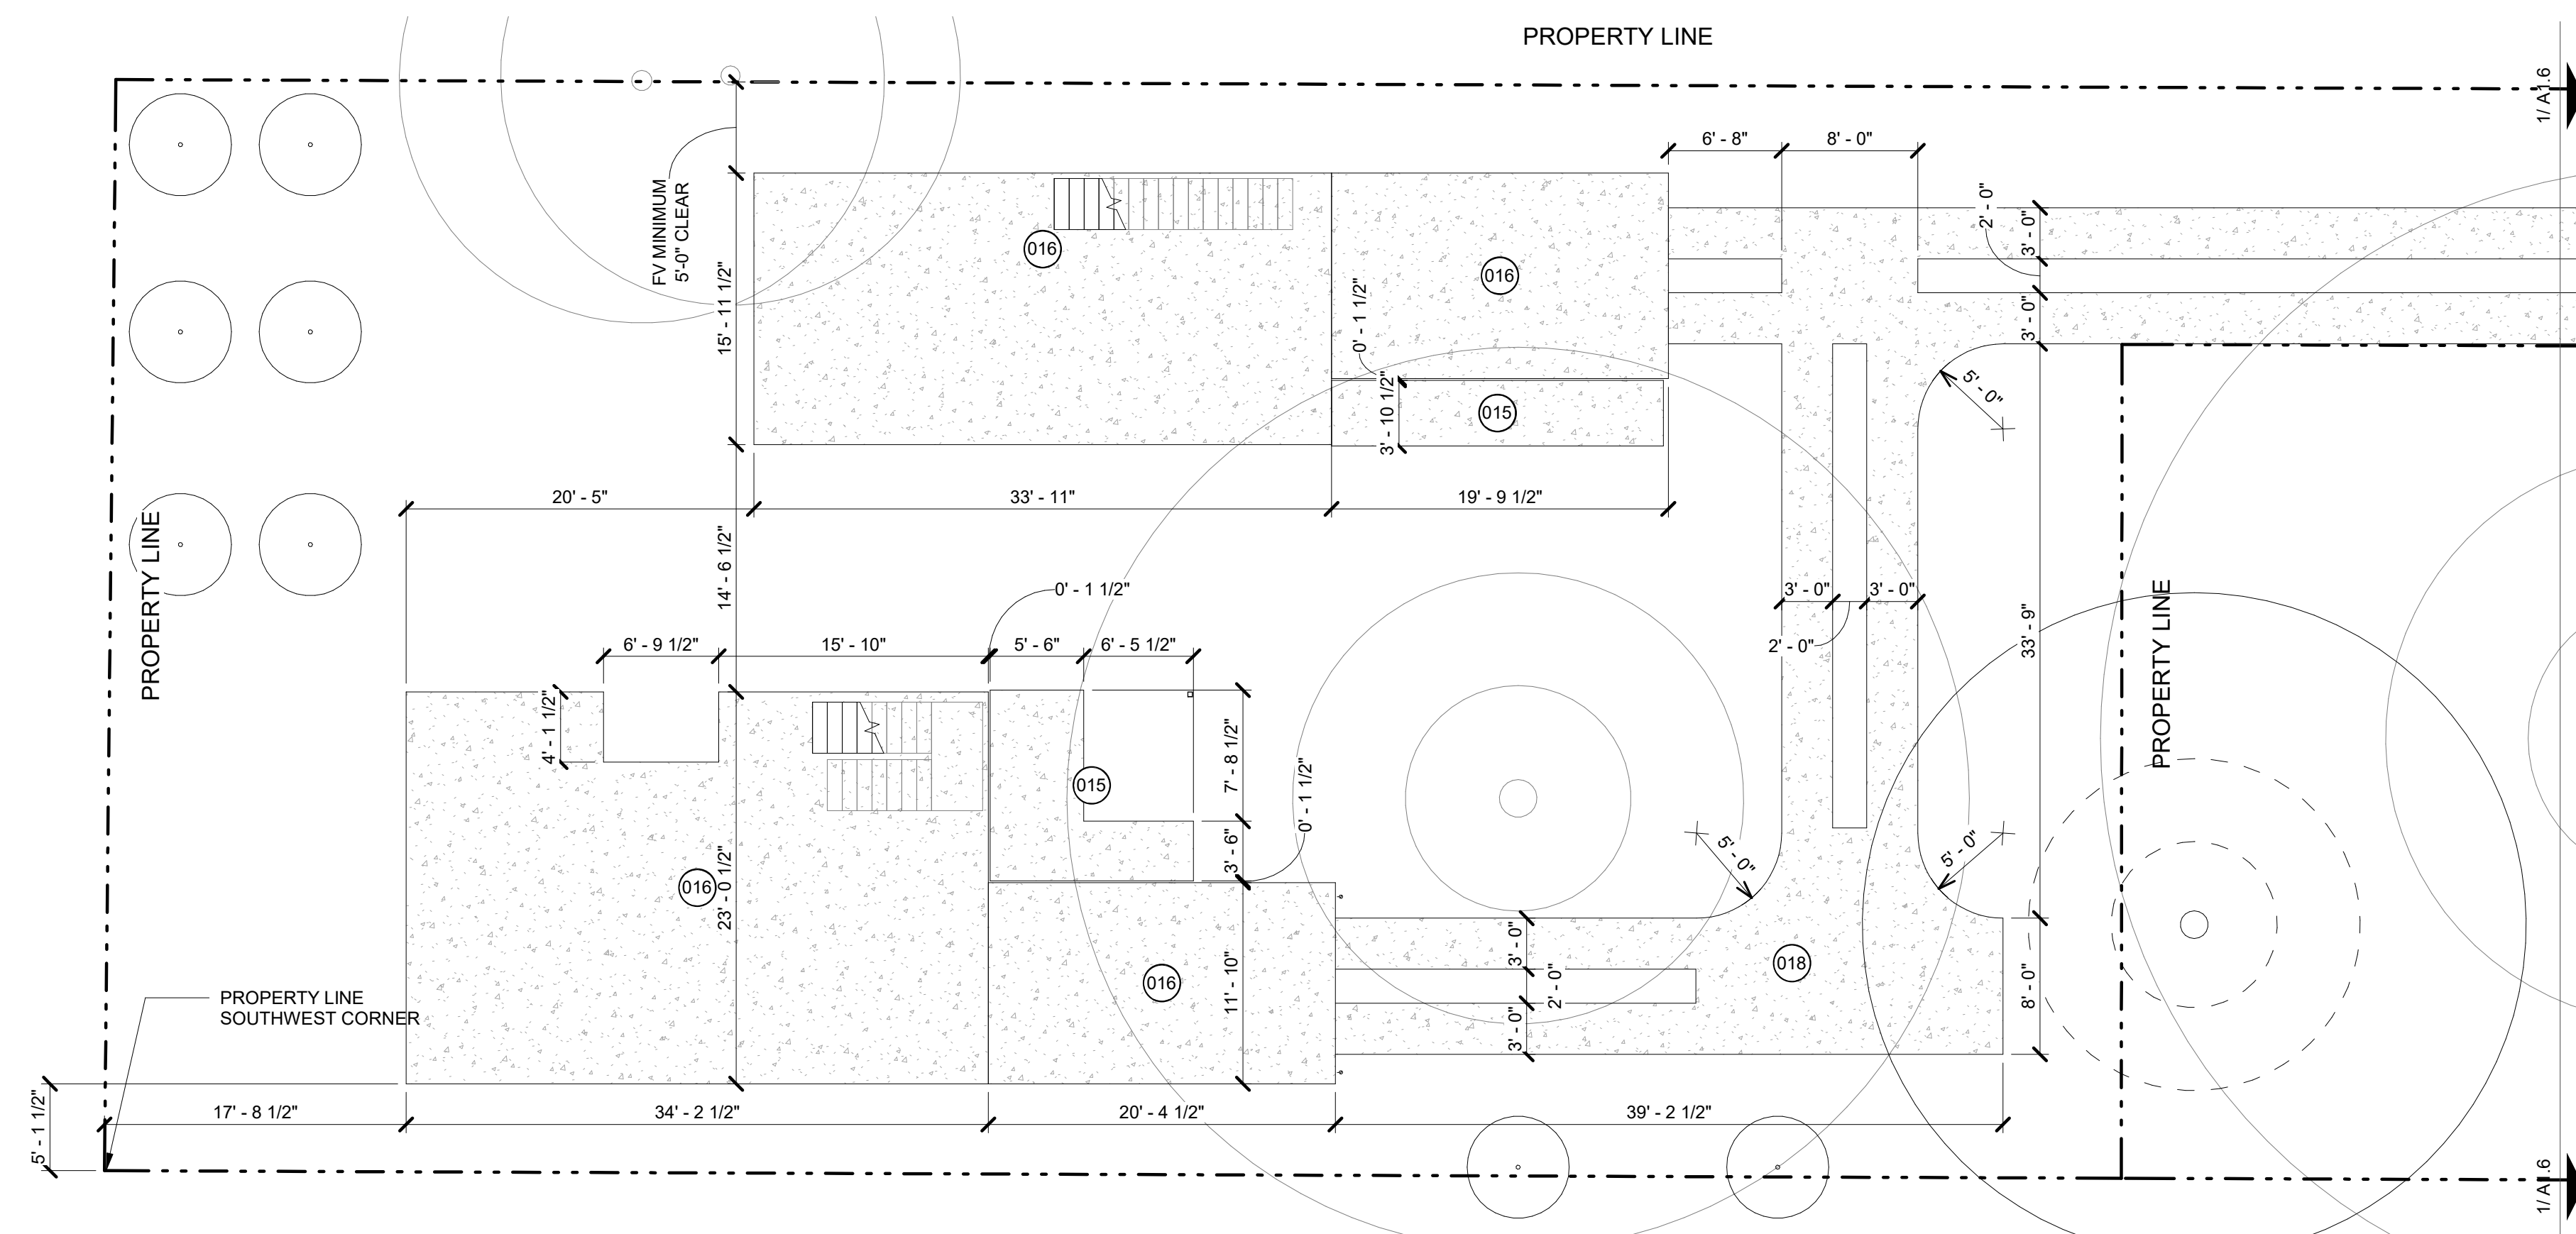 PROPERTY LINE
1/ A1.6
6' - 8"
8' - 0"
FV MINIMUM
5'-0" CLEAR
2' - 0"
3' - 0"
016
016
15' - 11 1/2"
0' - 1 1/2"
3' - 0"
5' - 0"
3' - 10 1/2"
015
20' - 5"
33' - 11"
19' - 9 1/2"
PROPERTY LINE
14' - 6 1/2"
0' - 1 1/2"
3' - 0"
3' - 0"
2' - 0"
33' - 9"
PROPERTY LINE
6' - 9 1/2"
15' - 10"
5' - 6"
6' - 5 1/2"
4' - 1 1/2"
7' - 8 1/2"
015
0' - 1 1/2"
3' - 6"
5' - 0"
5' - 0"
016
23' - 0 1/2"
3' - 0"
018
016
11' - 10"
2' - 0"
8' - 0"
3' - 0"
PROPERTY LINE
SOUTHWEST CORNER
5' - 1 1/2"
17' - 8 1/2"
34' - 2 1/2"
20' - 4 1/2"
39' - 2 1/2"
1/ A1.6